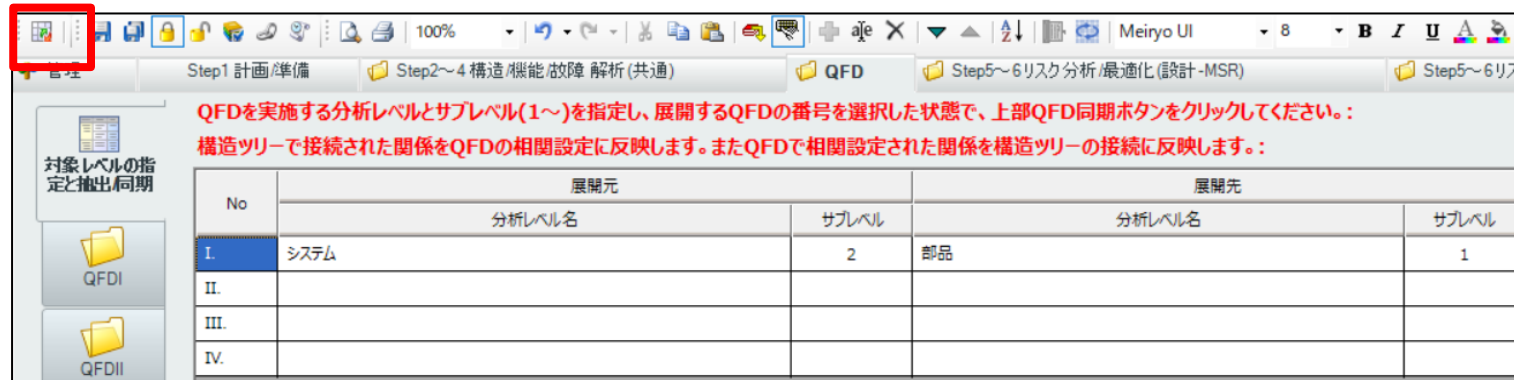 100%
Meiryo UI
8
B I U A
管理
Step1 計画/準備
Step2～4 構造/機能/故障 解析(共通)
QFD
Step5～6リスク分析/最適化(設計-MSR)
Step5～6リス
対象レベルの指
定と抽出/同期
QFDI
QFDII
QFDを実施する分析レベルとサブレベル(1～)を指定し、展開するQFDの番号を選択した状態で、上部QFD同期ボタンをクリックしてください。:
構造ツリーで接続された関係をQFDの相関設定に反映します。またQFDで相関設定された関係を構造ツリーの接続に反映します。:
No 展開元 展開先
分析レベル名 サブレベル 分析レベル名 サブレベル
I. システム 2 部品 1
II.
III.
IV.